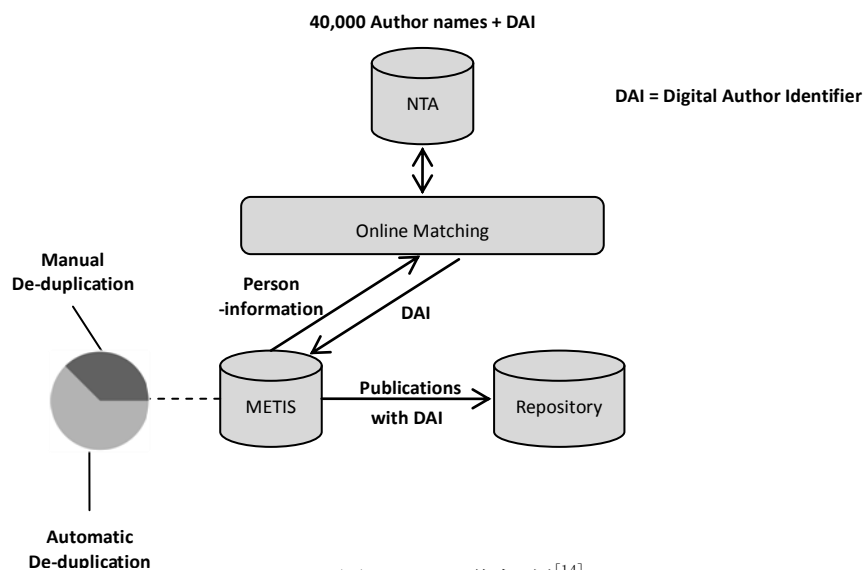 40,000 Author names + DAI
NTA
DAI = Digital Author Identifier
Online Matching
Manual
De-duplication
Person
-information
DAI
METIS
Publications
with DAI
Repository
Automatic
De-duplication
[14]